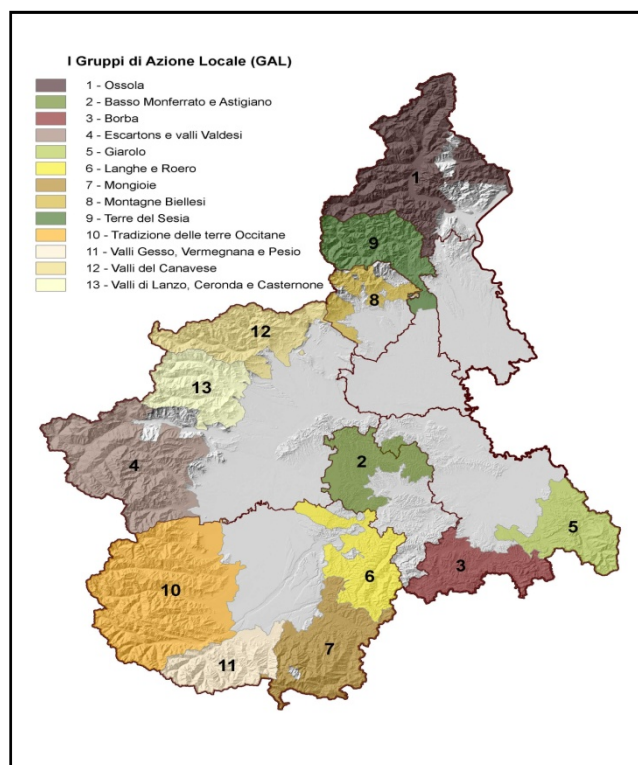 I Gruppi di Azione Locale (GAL)
1 - Ossola
2 - Basso Monferrato e Astigiano
3 - Borba
4 - Escartons e valli Valdesi
5 - Giarolo
6 - Langhe e Roero
7 - Mongioie
8 - Montagne Biellesi
9 - Terre del Sesia
10 - Tradizione delle terre Occitane
11 - Valli Gesso, Vermegnana e Pesio
12 - Valli del Canavese
13 - Valli di Lanzo, Ceronda e Casternone
1
9
8
12
13
4
2
5
3
6
10
7
11